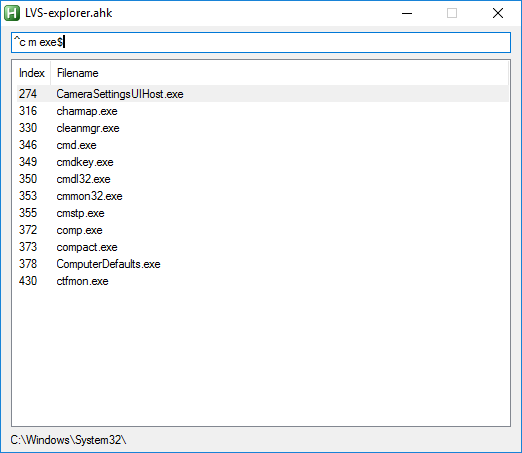 LVS-explorer.ahk
^c m exe$
Index Filename
274 CameraSettingsUIHost.exe
316 charmap.exe
330 cleanmgr.exe
346 cmd.exe
349 cmdkey.exe
350 cmdl32.exe
353 cmmon32.exe
355 cmstp.exe
372 comp.exe
373 compact.exe
378 ComputerDefaults.exe
430 ctfmon.exe
C:\Windows\System32\